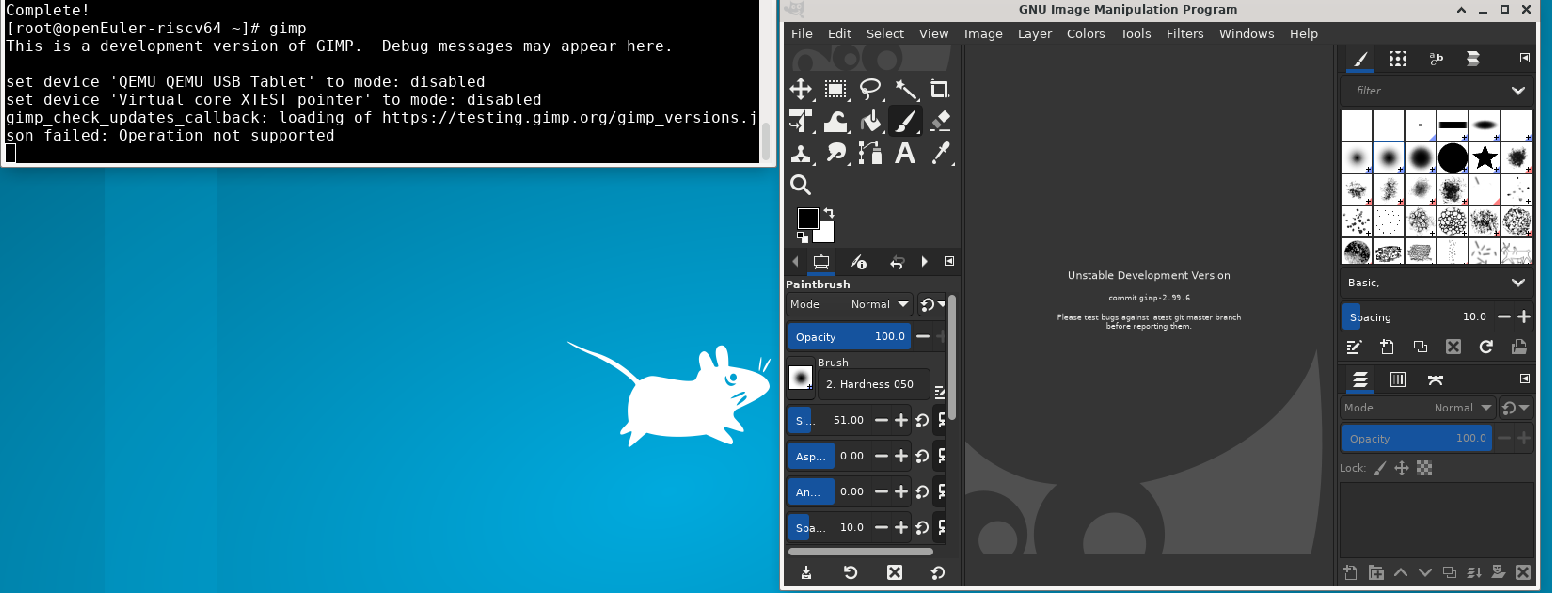 Complete!
[root@openEuler-riscv64 ~]# gimp
This is a development version of GIMP.  Debug messages may appear here.
set device 'QEMU QEMU USB Tablet' to mode: disabled
set device 'Virtual core XTEST pointer' to mode: disabled
gimp_check_updates_callback: loading of https://testing.gimp.org/gimp_versions.j
son failed: Operation not supported
GNU Image Manipulation Program
File Edit Select View Image Layer Colors Tools Filters Windows Help
Paintbrush
Mode Normal
Opacity 100.0
Brush
2. Hardness 050
S... 51.00
Asp... 0.00
An... 0.00
Spa... 10.0
Unstable Development Version
commit gimp-2.99.6
Please test bugs against latest git master branch
before reporting them.
filter
Basic,
Spacing 10.0
Mode Normal
Opacity 100.0
Lock: